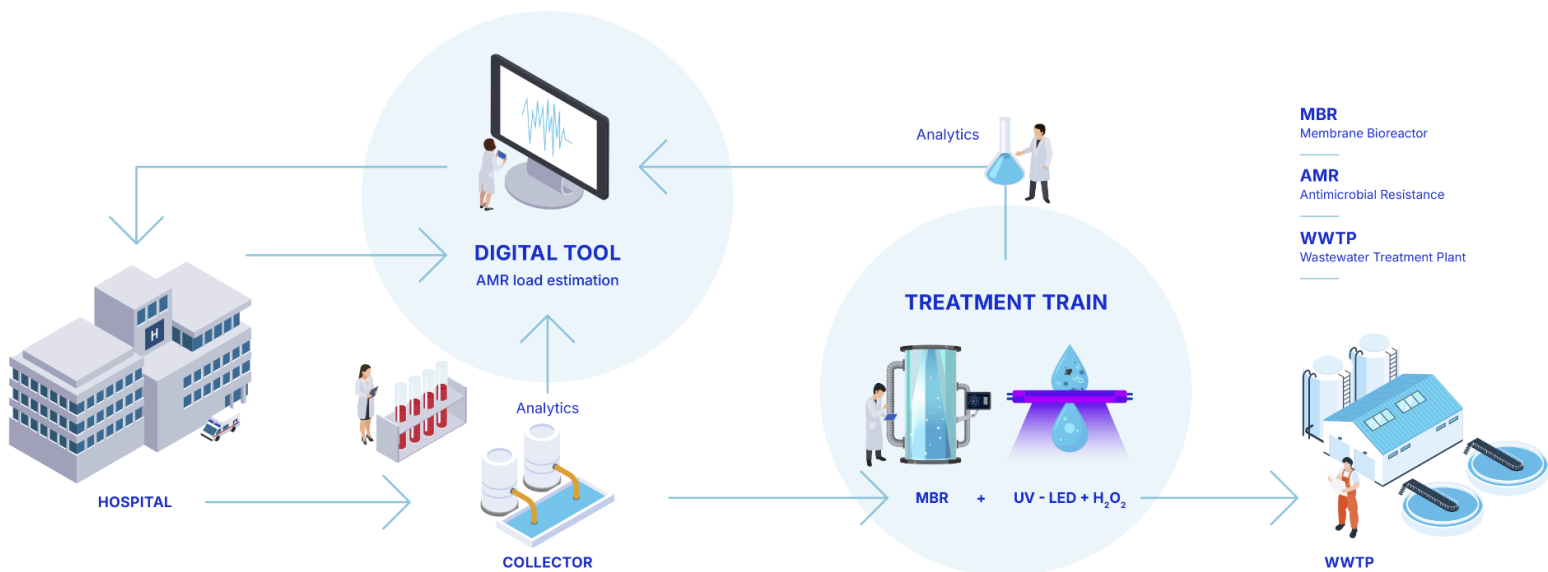 Analytics
MBR
Membrane Bioreactor
AMR
Antimicrobial Resistance
WWTP
Wastewater Treatment Plant
DIGITAL TOOL
AMR load estimation
TREATMENT TRAIN
H
Analytics
HOSPITAL
MBR + UV - LED + H₂O₂
COLLECTOR
WWTP